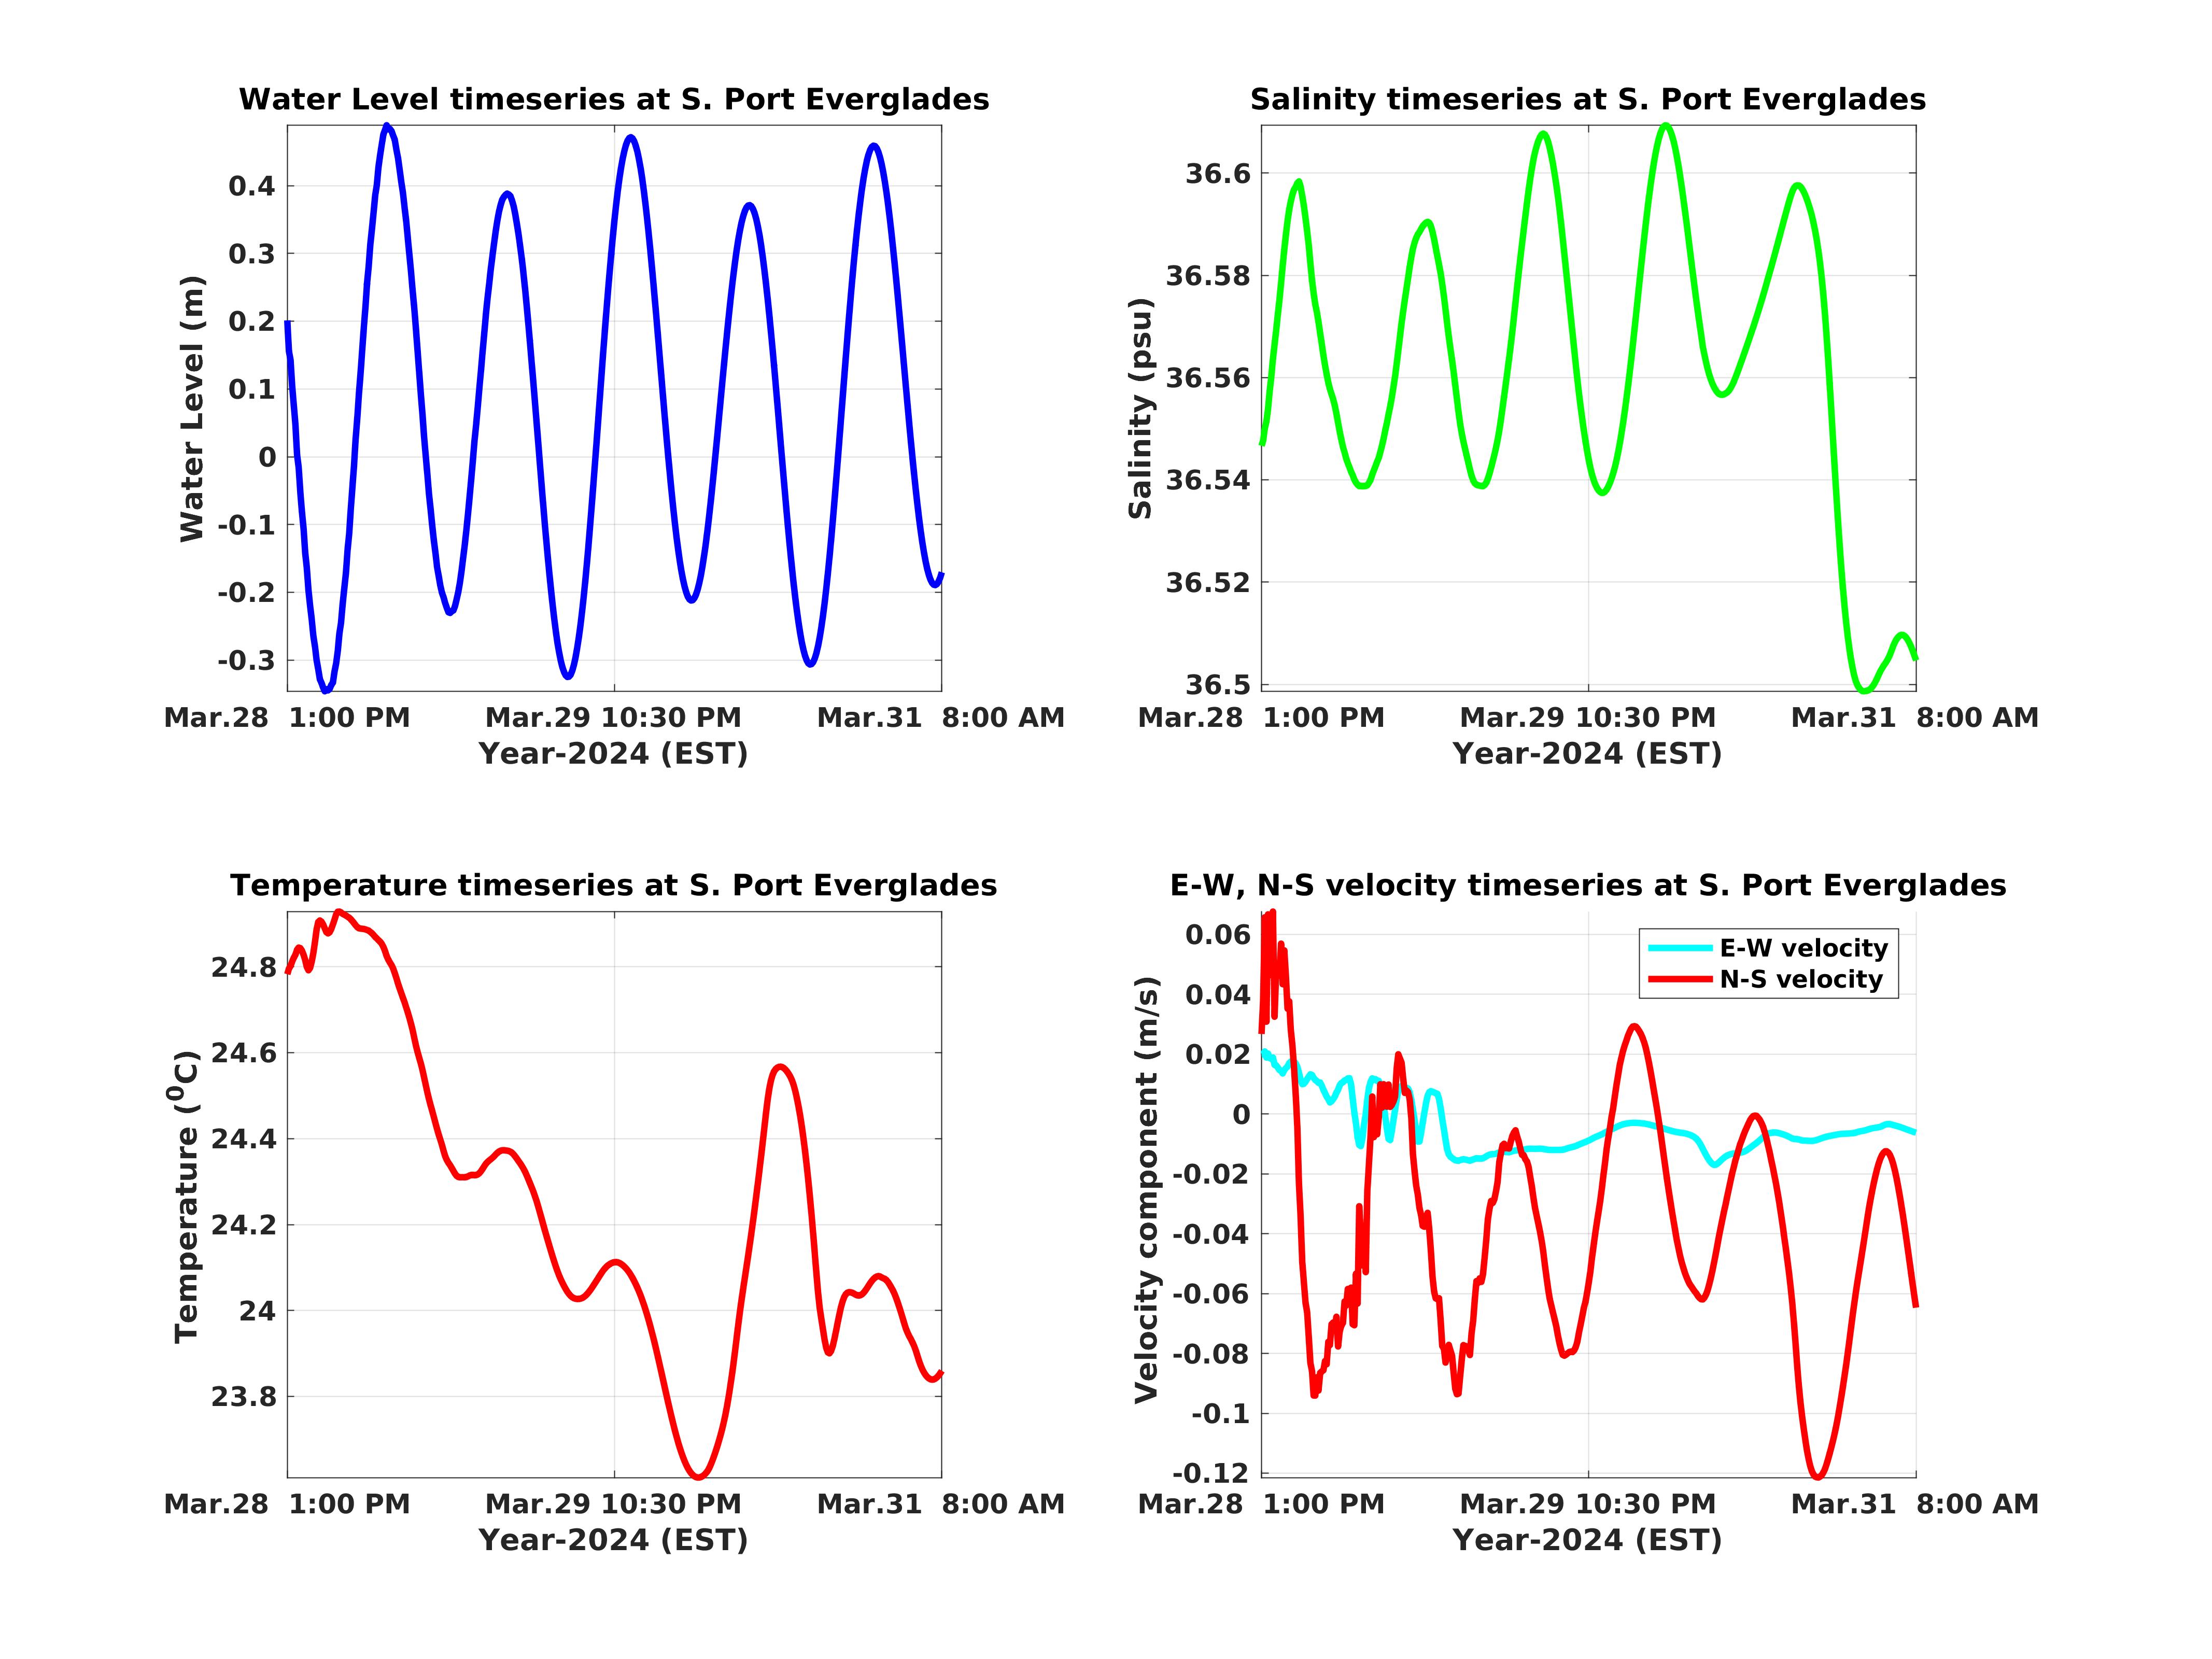 Water Level timeseries at S. Port Everglades
Water Level (m)
0.4
0.3
0.2
0.1
0
-0.1
-0.2
-0.3
Mar.28 1:00 PM
Mar.29 10:30 PM
Mar.31 8:00 AM
Year-2024 (EST)
Salinity timeseries at S. Port Everglades
Salinity (psu)
36.6
36.58
36.56
36.54
36.52
36.5
Mar.28 1:00 PM
Mar.29 10:30 PM
Mar.31 8:00 AM
Year-2024 (EST)
Temperature timeseries at S. Port Everglades
Temperature (⁰C)
24.8
24.6
24.4
24.2
24
23.8
Mar.28 1:00 PM
Mar.29 10:30 PM
Mar.31 8:00 AM
Year-2024 (EST)
E-W, N-S velocity timeseries at S. Port Everglades
Velocity component (m/s)
0.06
0.04
0.02
0
-0.02
-0.04
-0.06
-0.08
-0.1
-0.12
E-W velocity
N-S velocity
Mar.28 1:00 PM
Mar.29 10:30 PM
Mar.31 8:00 AM
Year-2024 (EST)